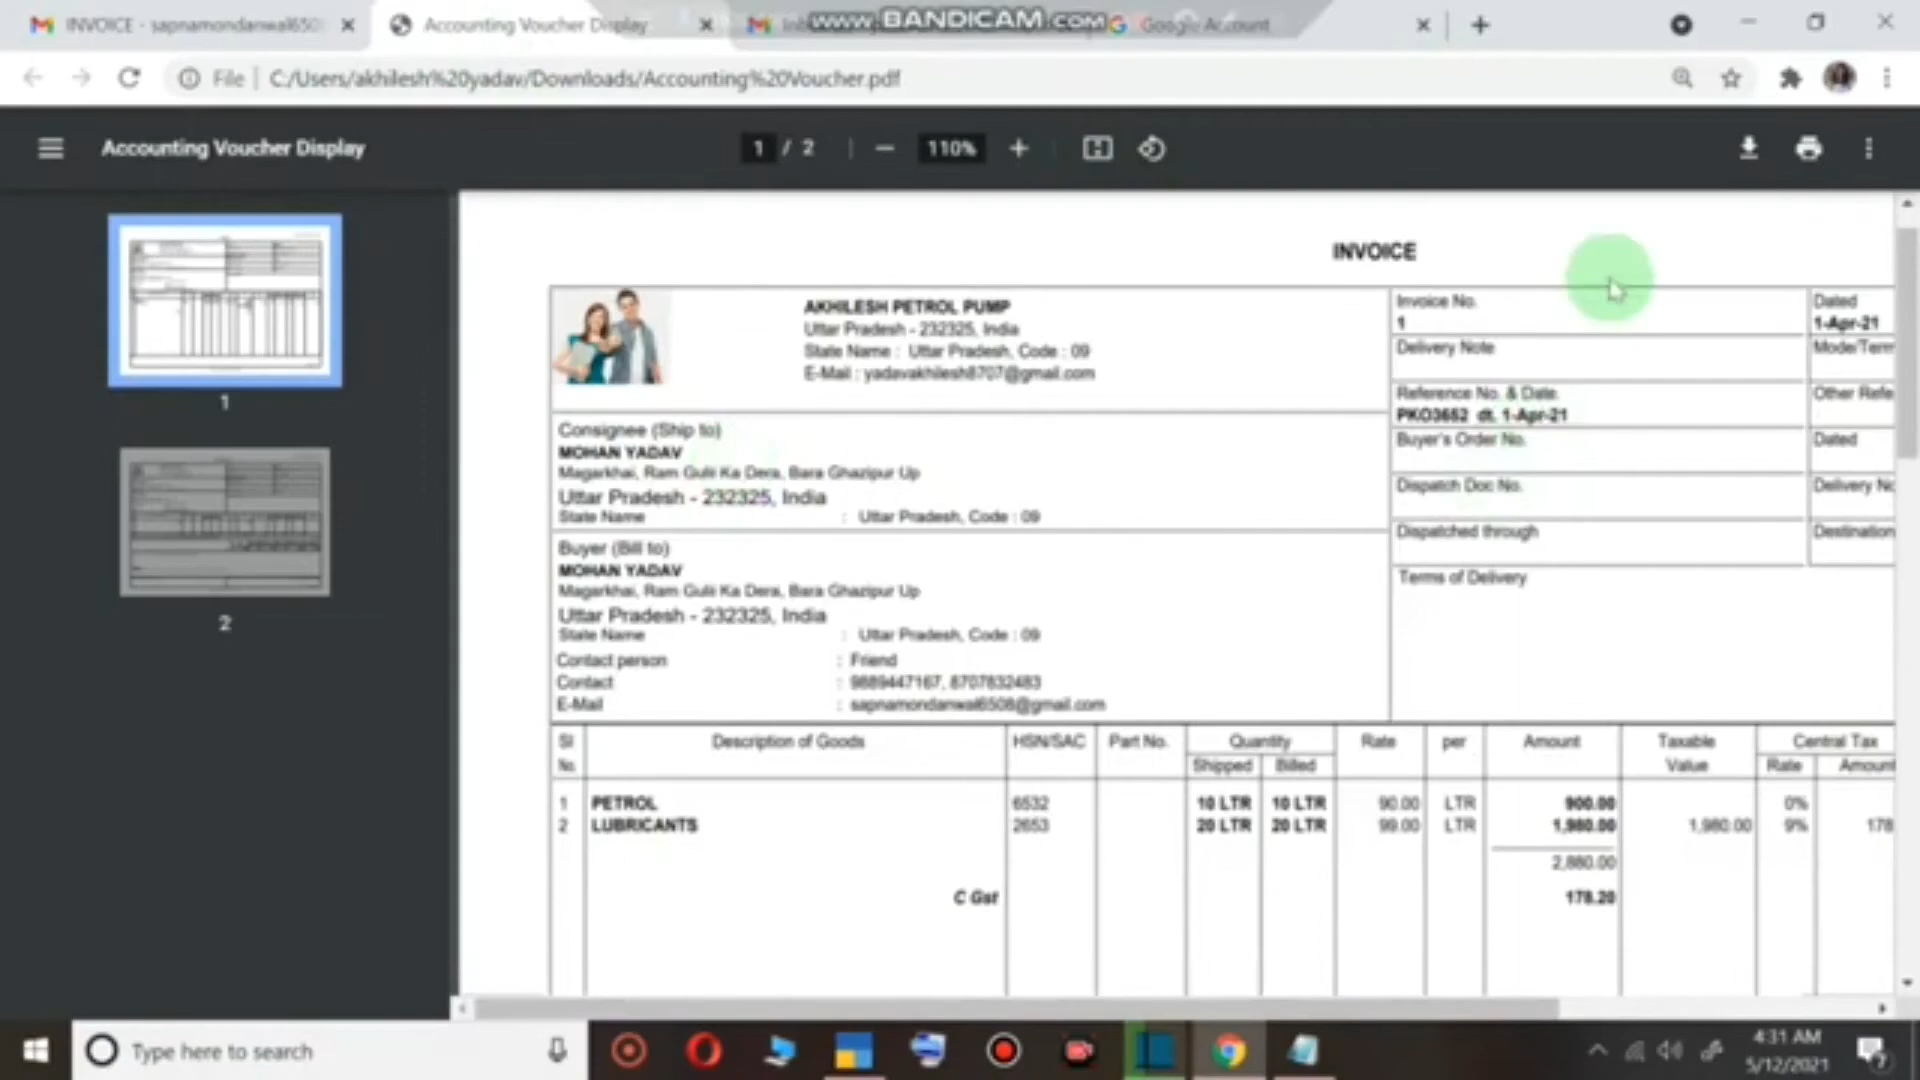 INVOICE - sapnamondanwal650
Accounting Voucher Display
www.BANDICAM.com
Google Account
File
C:/Users/akhilesh%20yadav/Downloads/Accounting%20Voucher.pdf
Accounting Voucher Display
1 / 2
110%
1
2
INVOICE
AKHILESH PETROL PUMP
Uttar Pradesh - 232325, India
State Name : Uttar Pradesh, Code : 09
E-Mail : yadavakhilesh8707@gmail.com
Invoice No.
1
Dated
1-Apr-21
Delivery Note
Mode/Term
Reference No. & Date.
PKO3652 dt. 1-Apr-21
Other Refe
Buyer's Order No.
Dated
Dispatch Doc No.
Delivery No
Dispatched through
Destination
Terms of Delivery
Consignee (Ship to)
MOHAN YADAV
Magarkhai, Ram Gulii Ka Dera, Bara Ghazipur Up
Uttar Pradesh - 232325, India
State Name : Uttar Pradesh, Code : 09
Buyer (Bill to)
MOHAN YADAV
Magarkhai, Ram Gulii Ka Dera, Bara Ghazipur Up
Uttar Pradesh - 232325, India
State Name : Uttar Pradesh, Code : 09
Contact person : Friend
Contact : 9889447167, 8707832483
E-Mail : sapnamondanwal6508@gmail.com
Sl No. Description of Goods HSN/SAC Part No. Quantity Rate per Amount Taxable Value Central Tax
Shipped Billed Rate Amount
1 PETROL 6532 10 LTR 10 LTR 90.00 LTR 900.00 0%
2 LUBRICANTS 2653 20 LTR 20 LTR 99.00 LTR 1,980.00 1,980.00 9% 178
2,880.00
C Gst 178.20
Type here to search
4:31 AM
5/12/2021